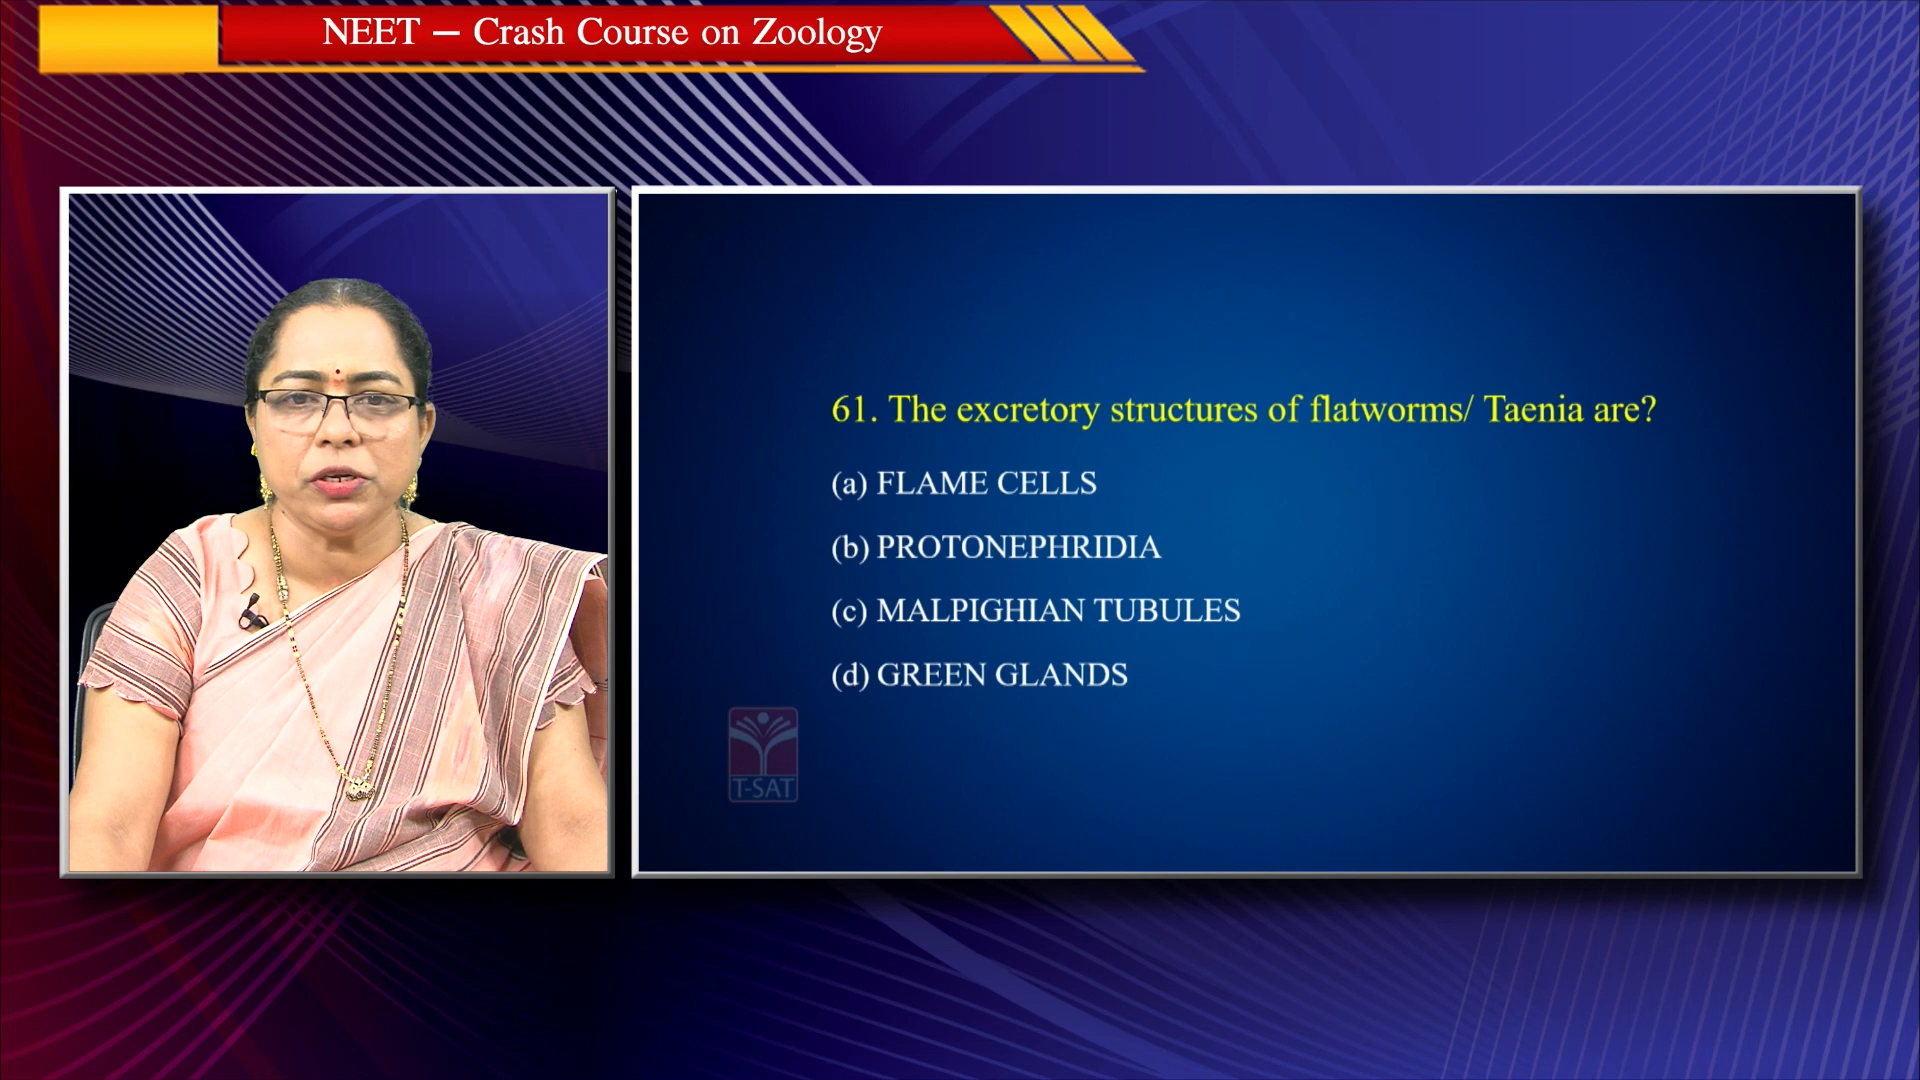 NEET – Crash Course on Zoology
61. The excretory structures of flatworms/ Taenia are?
(a) FLAME CELLS
(b) PROTONEPHRIDIA
(c) MALPIGHIAN TUBULES
(d) GREEN GLANDS
T-SAT